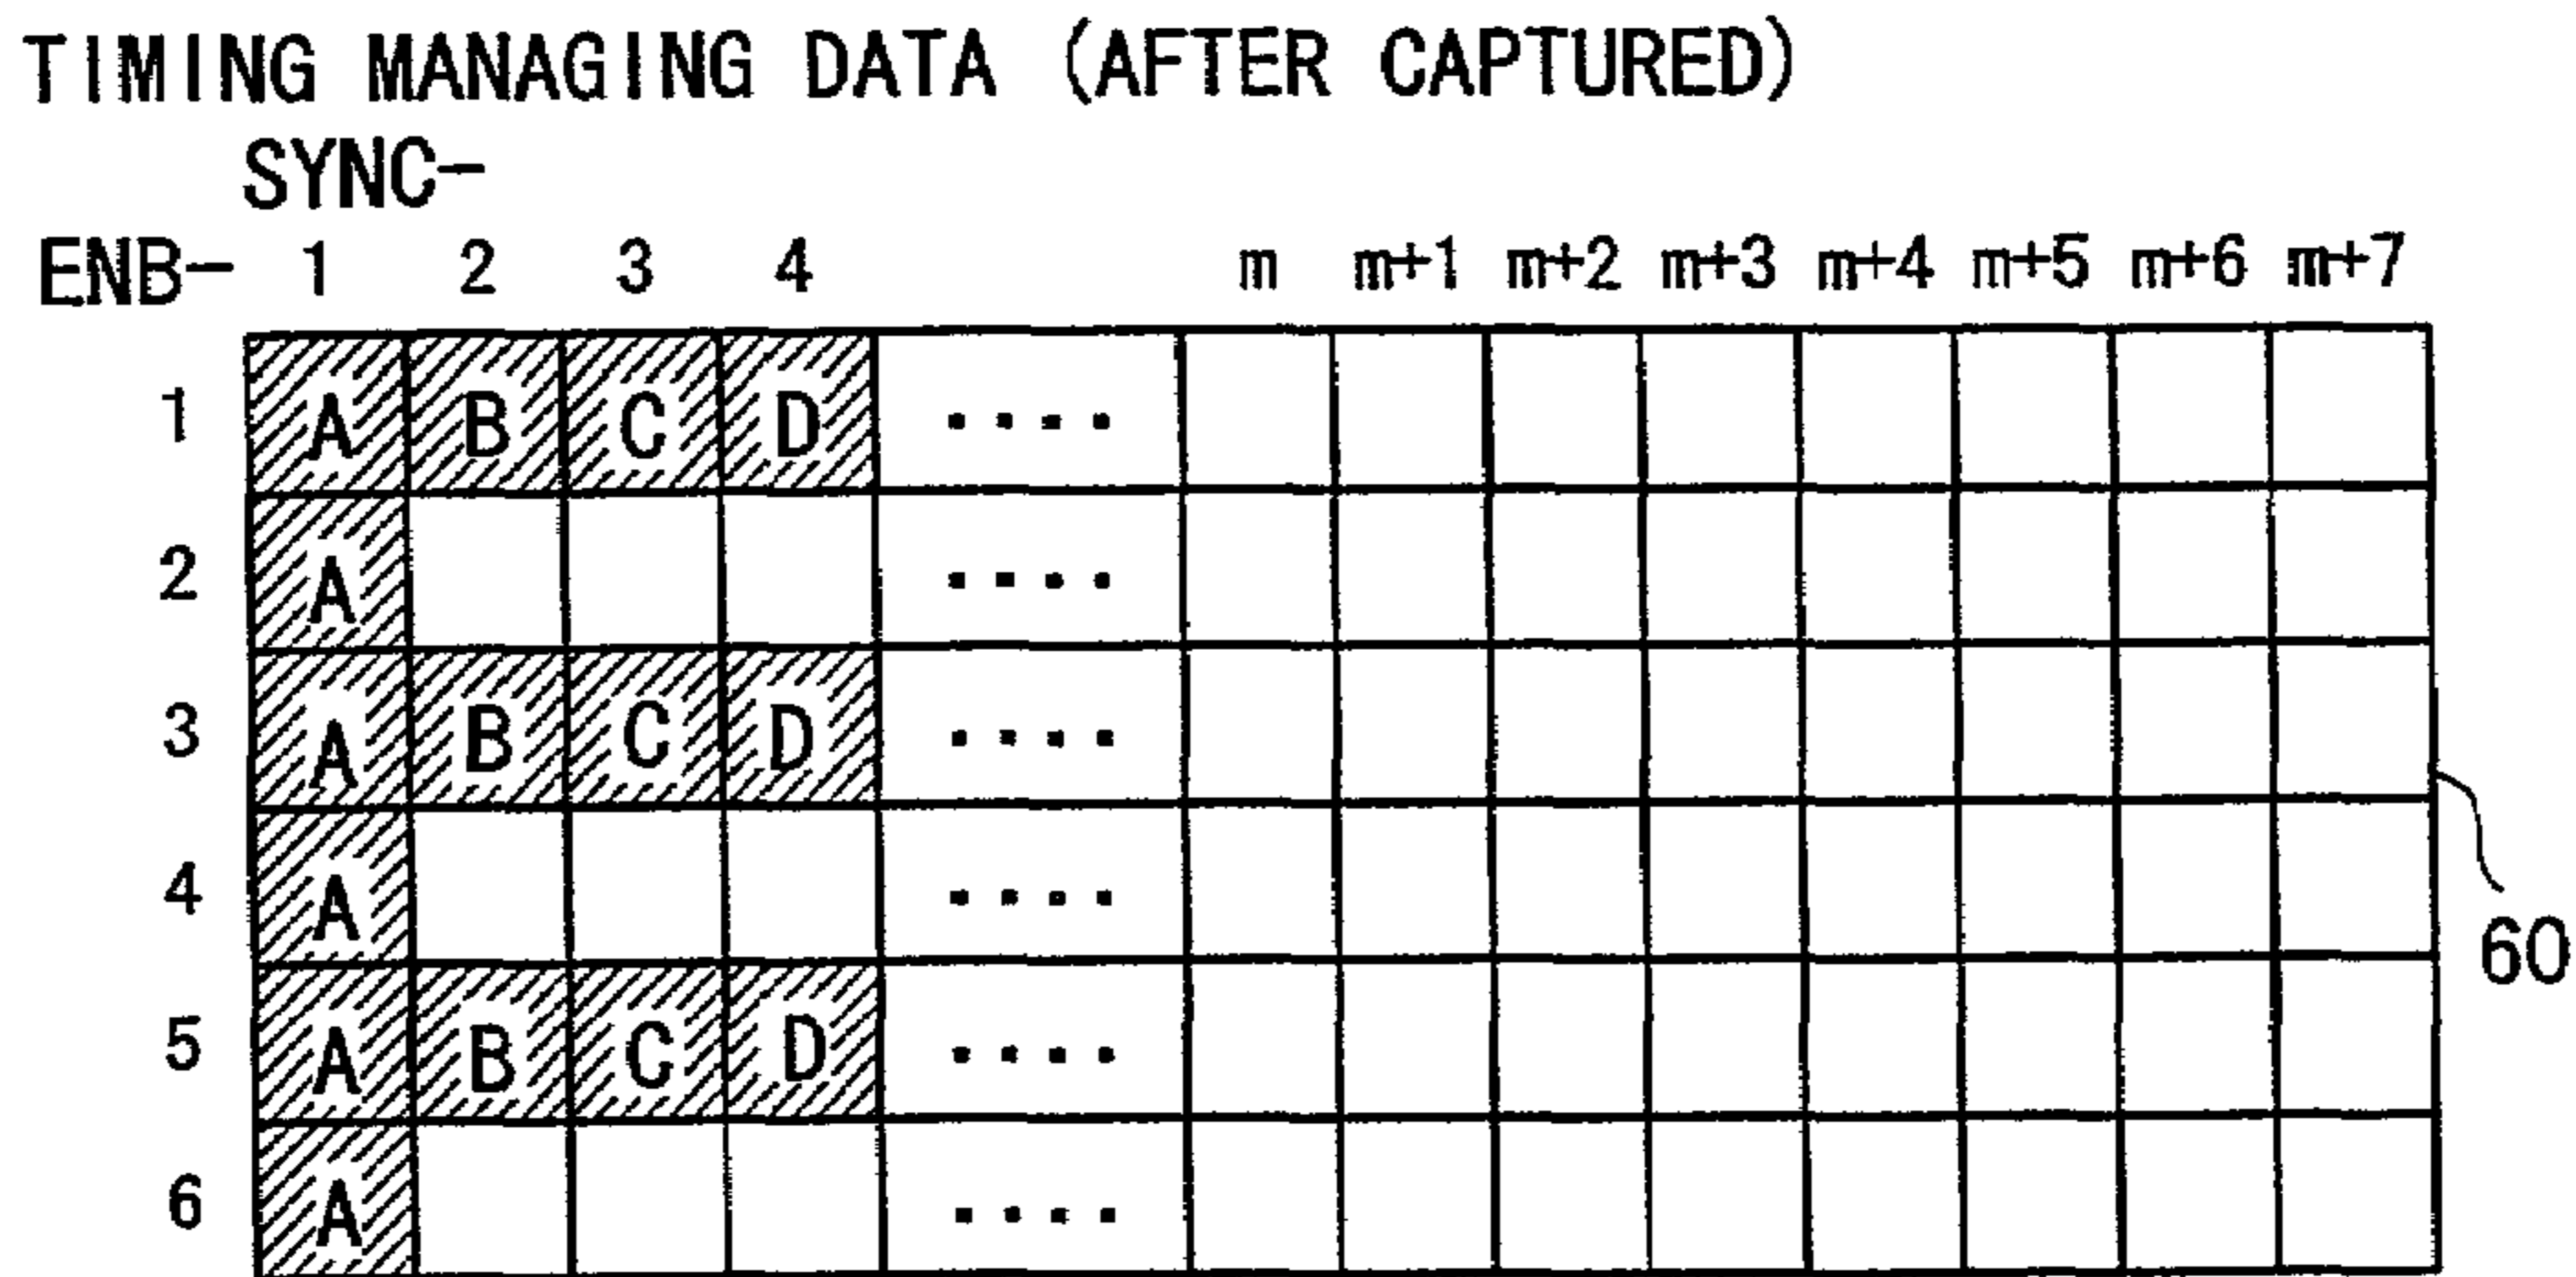 TIMING MANAGING DATA (AFTER CAPTURED)
SYNC-
ENB- 1 2 3 4 m m+1 m+2 m+3 m+4 m+5 m+6 m+7
1 A B C D ····
2 A ····
3 A B C D ····
4 A ····
60
5 A B C D ····
6 A ····